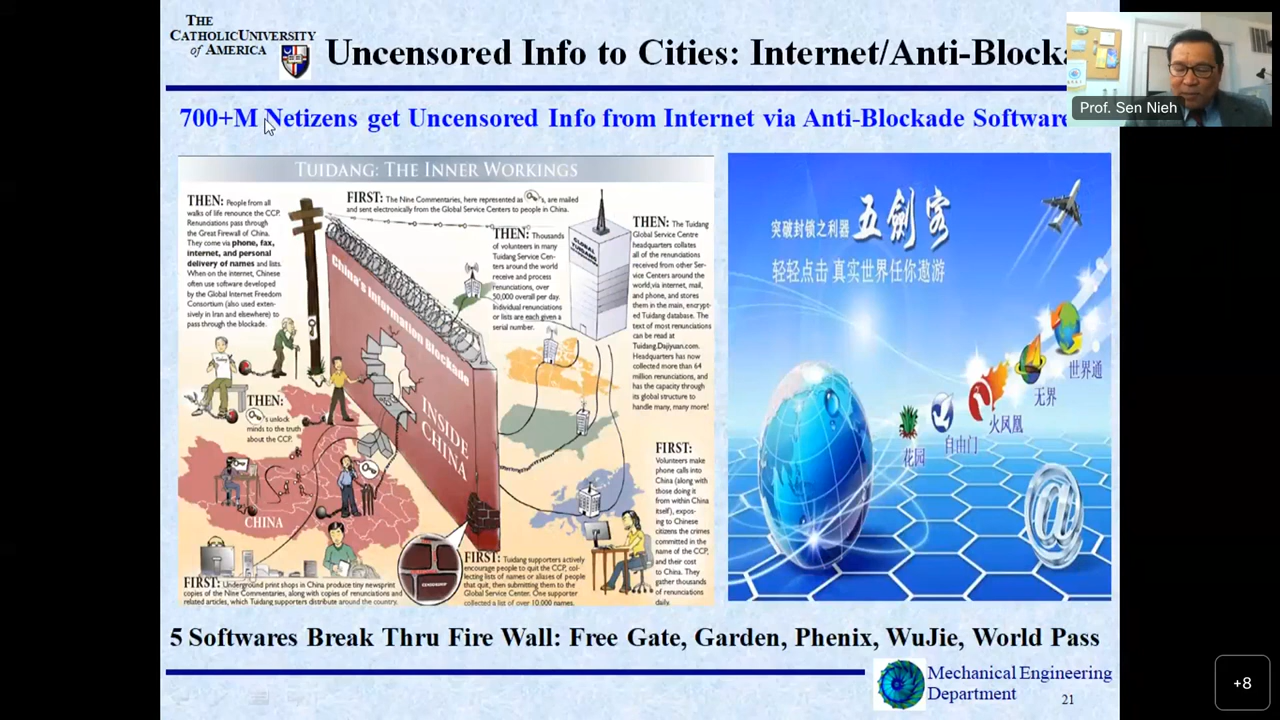 THE
CATHOLIC UNIVERSITY
of AMERICA
Uncensored Info to Cities: Internet/Anti-Blocka
Prof. Sen Nieh
700+M Netizens get Uncensored Info from Internet via Anti-Blockade Software
TUIDANG: THE INNER WORKINGS
THEN: People from all
walks of life renounce the CCP.
Renunciations pass through
the Great Firewall of China.
They come via phone, fax,
internet, and personal
delivery of names and lists.
When on the internet, Chinese
often use software developed
by the Global Internet Freedom
Consortium (also used exten-
sively in Iran and elsewhere) to
pass through the blockade.
FIRST: The Nine Commentaries, here represented as 's, are mailed
and sent electronically from the Global Service Centers to people in China.
THEN: Thousands
of volunteers in many
Tuidang Service Cen-
ters around the world
receive and process
renunciations, over
50,000 overall per day.
Individual renunciations
or lists are each given a
serial number.
GLOBAL
TUIDANG
THEN: The Tuidang
Global Service Centre
headquarters collates
all of the renunciations
received from other Ser-
vice Centers around the
world, via internet, mail,
and phone, and stores
them in the main, encrypt-
ed Tuidang database. The
text of most renunciations
can be read at
Tuidang.Dajiyuan.com.
Headquarters has now
collected more than 64
million renunciations, and
has the capacity through
its global structure to
handle many, many more!
China's Information Blockade
INSIDE
CHINA
THEN:
's unlock
minds to the truth
about the CCP.
CHINA
FIRST:
Volunteers make
phone calls into
China (along with
those doing it
from within China
itself), expos-
ing to Chinese
citizens the crimes
committed in the
name of the CCP,
and their cost
to China. They
gather thousands
of renunciations
daily.
FIRST: Underground print shops in China produce tiny newsprint
copies of the Nine Commentaries, along with copies of renunciations and
related articles, which Tuidang supporters distribute around the country.
CENSORSHIP
FIRST: Tuidang supporters actively
encourage people to quit the CCP, col-
lecting lists of names or aliases of people
that quit, then submitting them to the
Global Service Center. One supporter
collected a list of over 10,000 names.
突破封锁之利器 五劍客
轻轻点击 真实世界任你遨游
世界通
无界
火凤凰
自由门
花园
@
5 Softwares Break Thru Fire Wall: Free Gate, Garden, Phenix, WuJie, World Pass
Mechanical Engineering
Department
21
+8